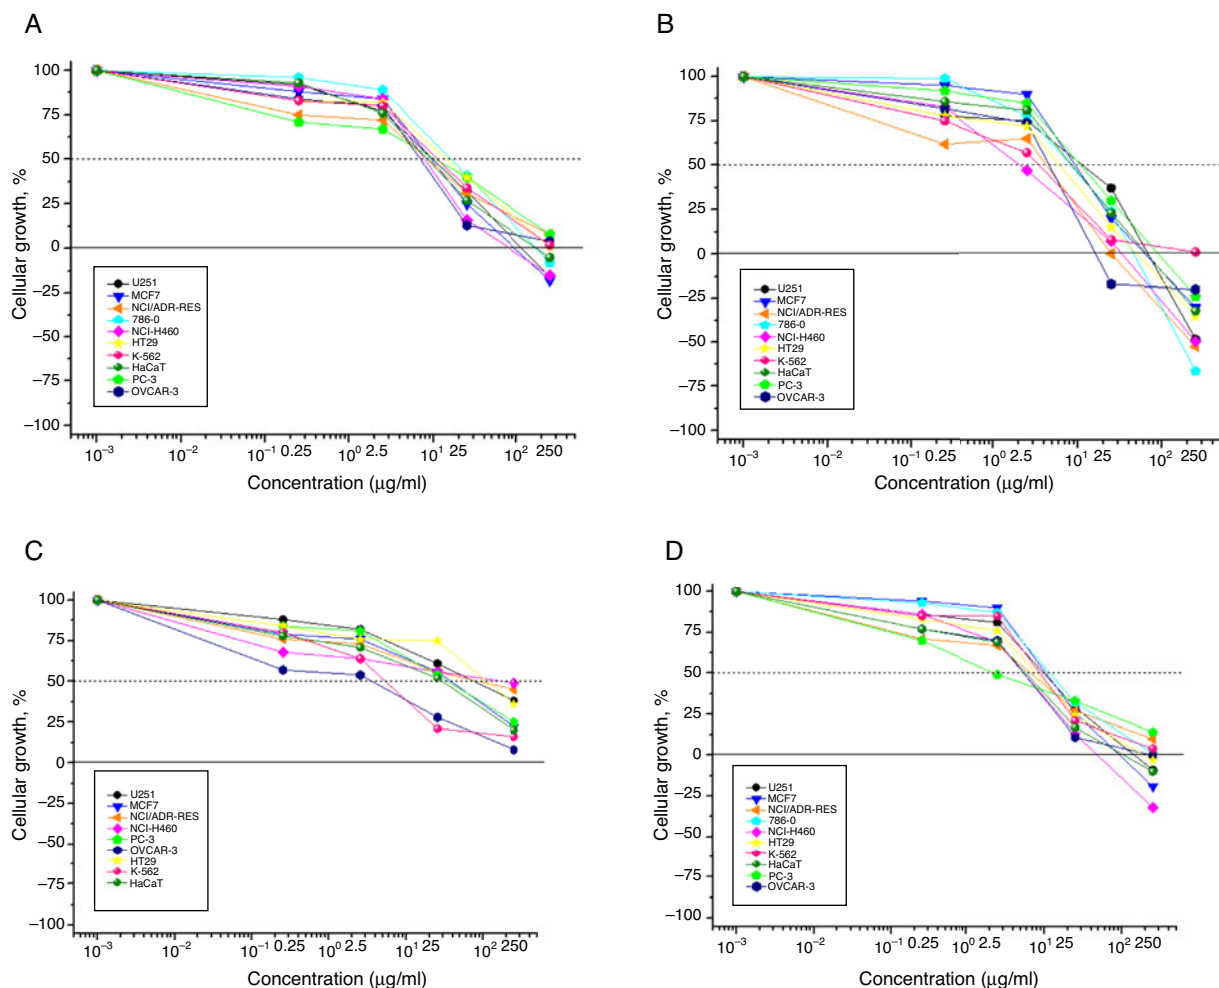 A
Cellular growth, %
100
75
50
25
0
−25
−50
−75
−100
U251
MCF7
NCI/ADR-RES
786-0
NCI-H460
HT29
K-562
HaCaT
PC-3
OVCAR-3
10⁻³ 10⁻² 10⁻¹ 0.25 10⁰ 2.5 10¹ 25 10² 250
Concentration (µg/ml)
B
Cellular growth, %
100
75
50
25
0
−25
−50
−75
−100
U251
MCF7
NCI/ADR-RES
786-0
NCI-H460
HT29
K-562
HaCaT
PC-3
OVCAR-3
10⁻³ 10⁻² 10⁻¹ 0.25 10⁰ 2.5 10¹ 25 10² 250
Concentration (µg/ml)
C
Cellular growth, %
100
75
50
25
0
−25
−50
−75
−100
U251
MCF7
NCI/ADR-RES
NCI-H460
PC-3
OVCAR-3
HT29
K-562
HaCaT
10⁻³ 10⁻² 10⁻¹ 0.25 10⁰ 2.5 10¹ 25 10² 250
Concentration (µg/ml)
D
Cellular growth, %
100
75
50
25
0
−25
−50
−75
−100
U251
MCF7
NCI/ADR-RES
786-0
NCI-H460
HT29
K-562
HaCaT
PC-3
OVCAR-3
10⁻³ 10⁻² 10⁻¹ 0.25 10⁰ 2.5 10¹ 25 10² 250
Concentration (µg/ml)